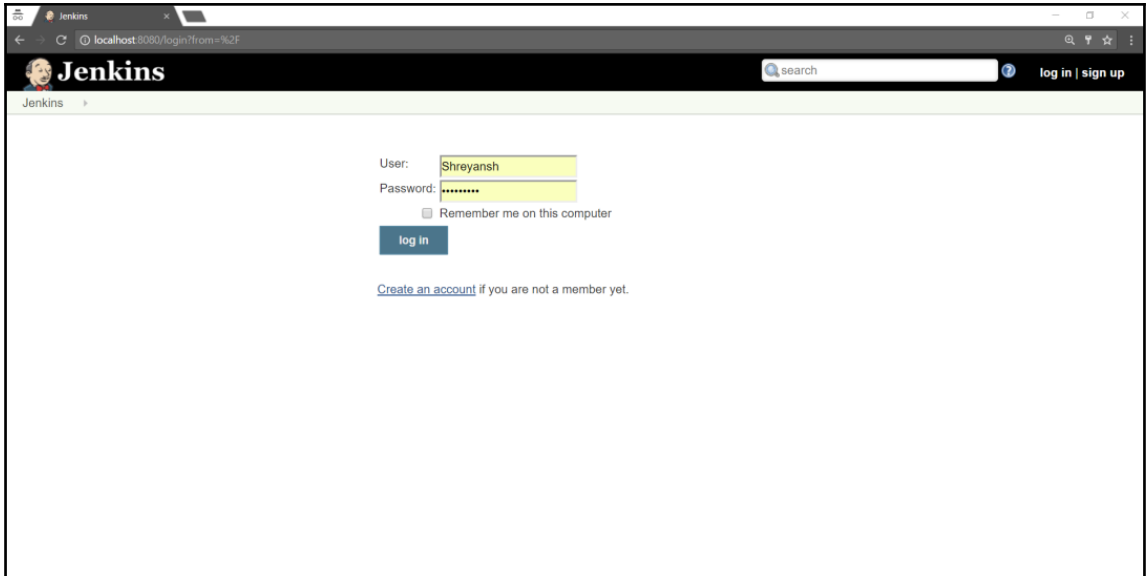 Jenkins
localhost:8080/login?from=%2F
Jenkins
search
log in | sign up
Jenkins
User: Shreyansh
Password: •••••••••
Remember me on this computer
log in
Create an account if you are not a member yet.